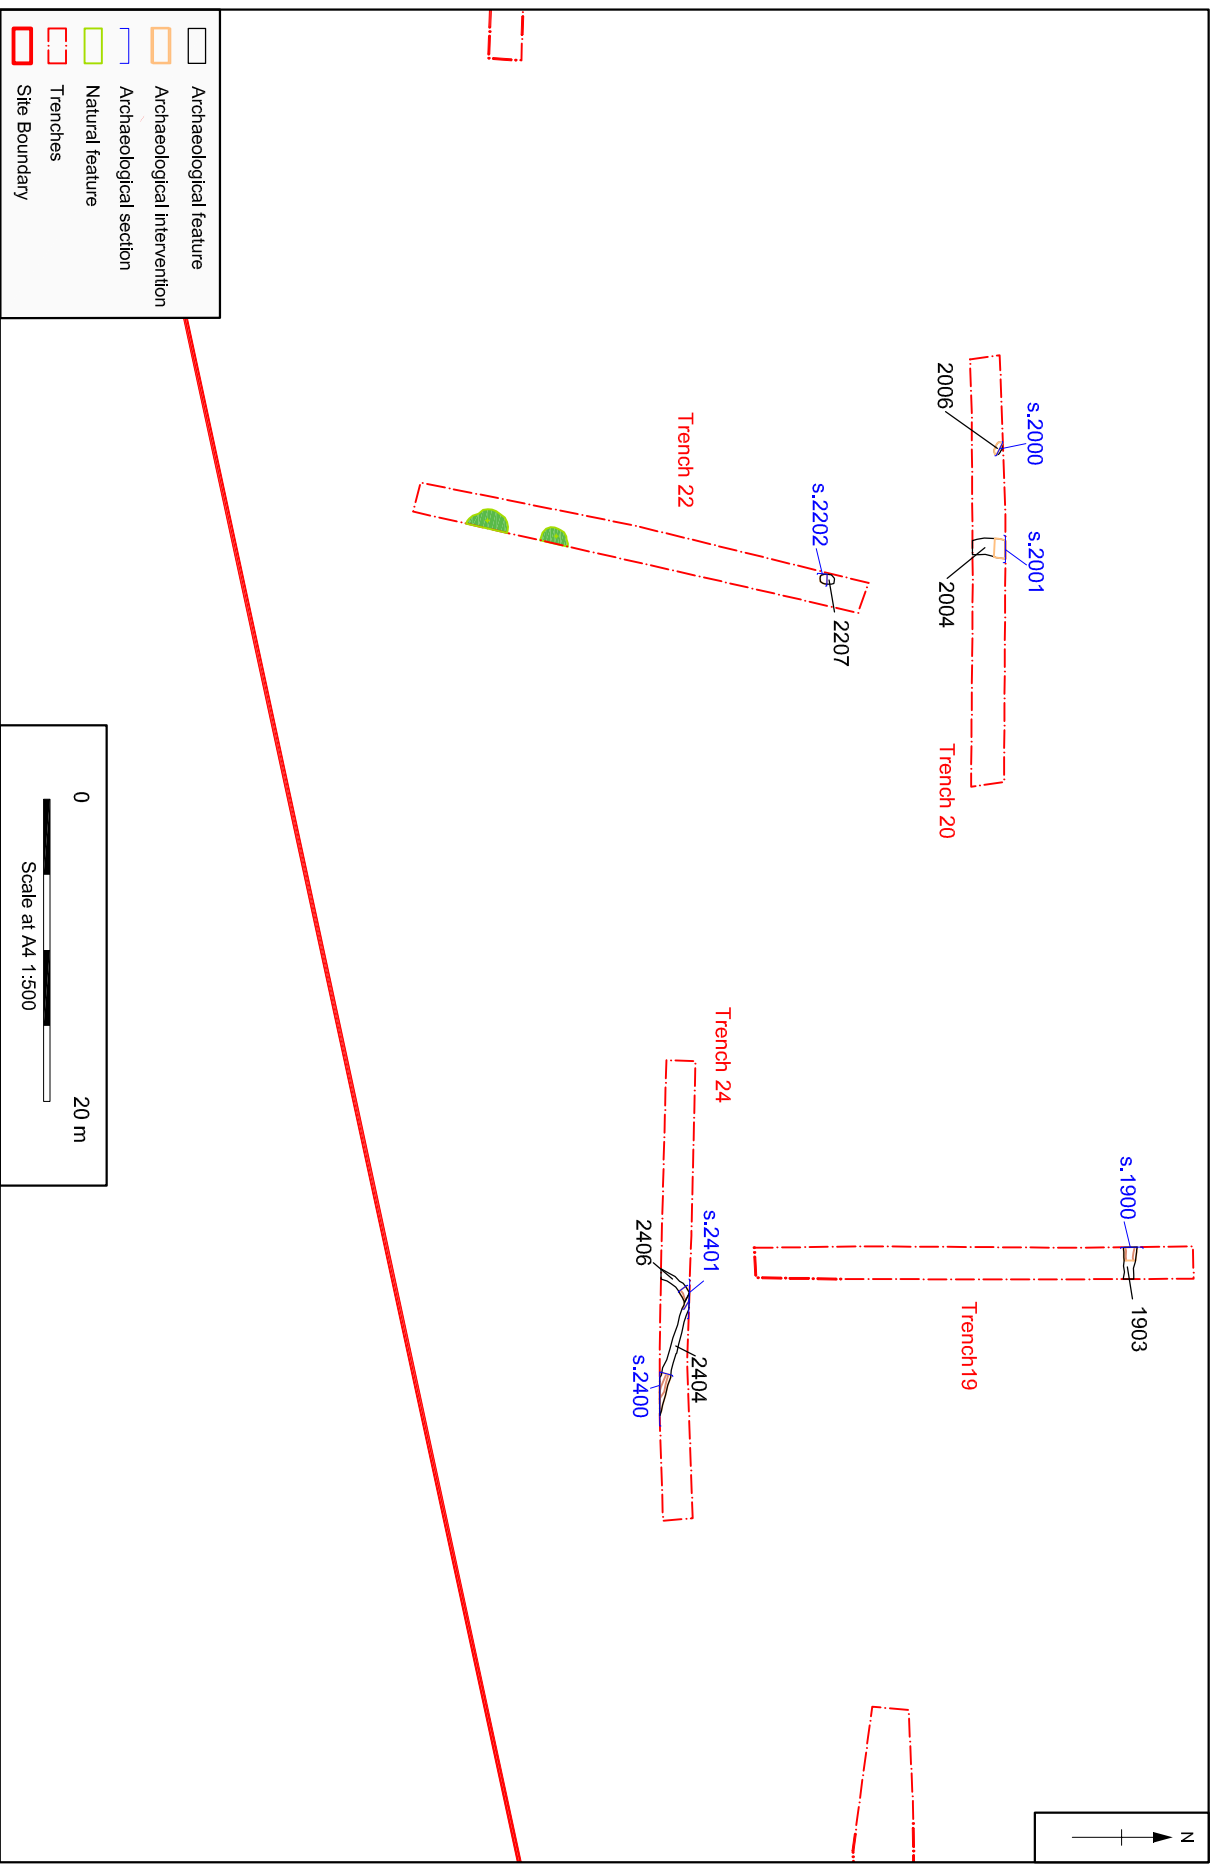 N
s.1900
1903
Trench19
s.2000
s.2001
2006
2004
Trench 20
s.2202
2207
Trench 22
Trench 24
s.2401
2404
2406
s.2400
Archaeological feature
Archaeological intervention
Archaeological section
Natural feature
Trenches
Site Boundary
0 20 m
Scale at A4 1:500